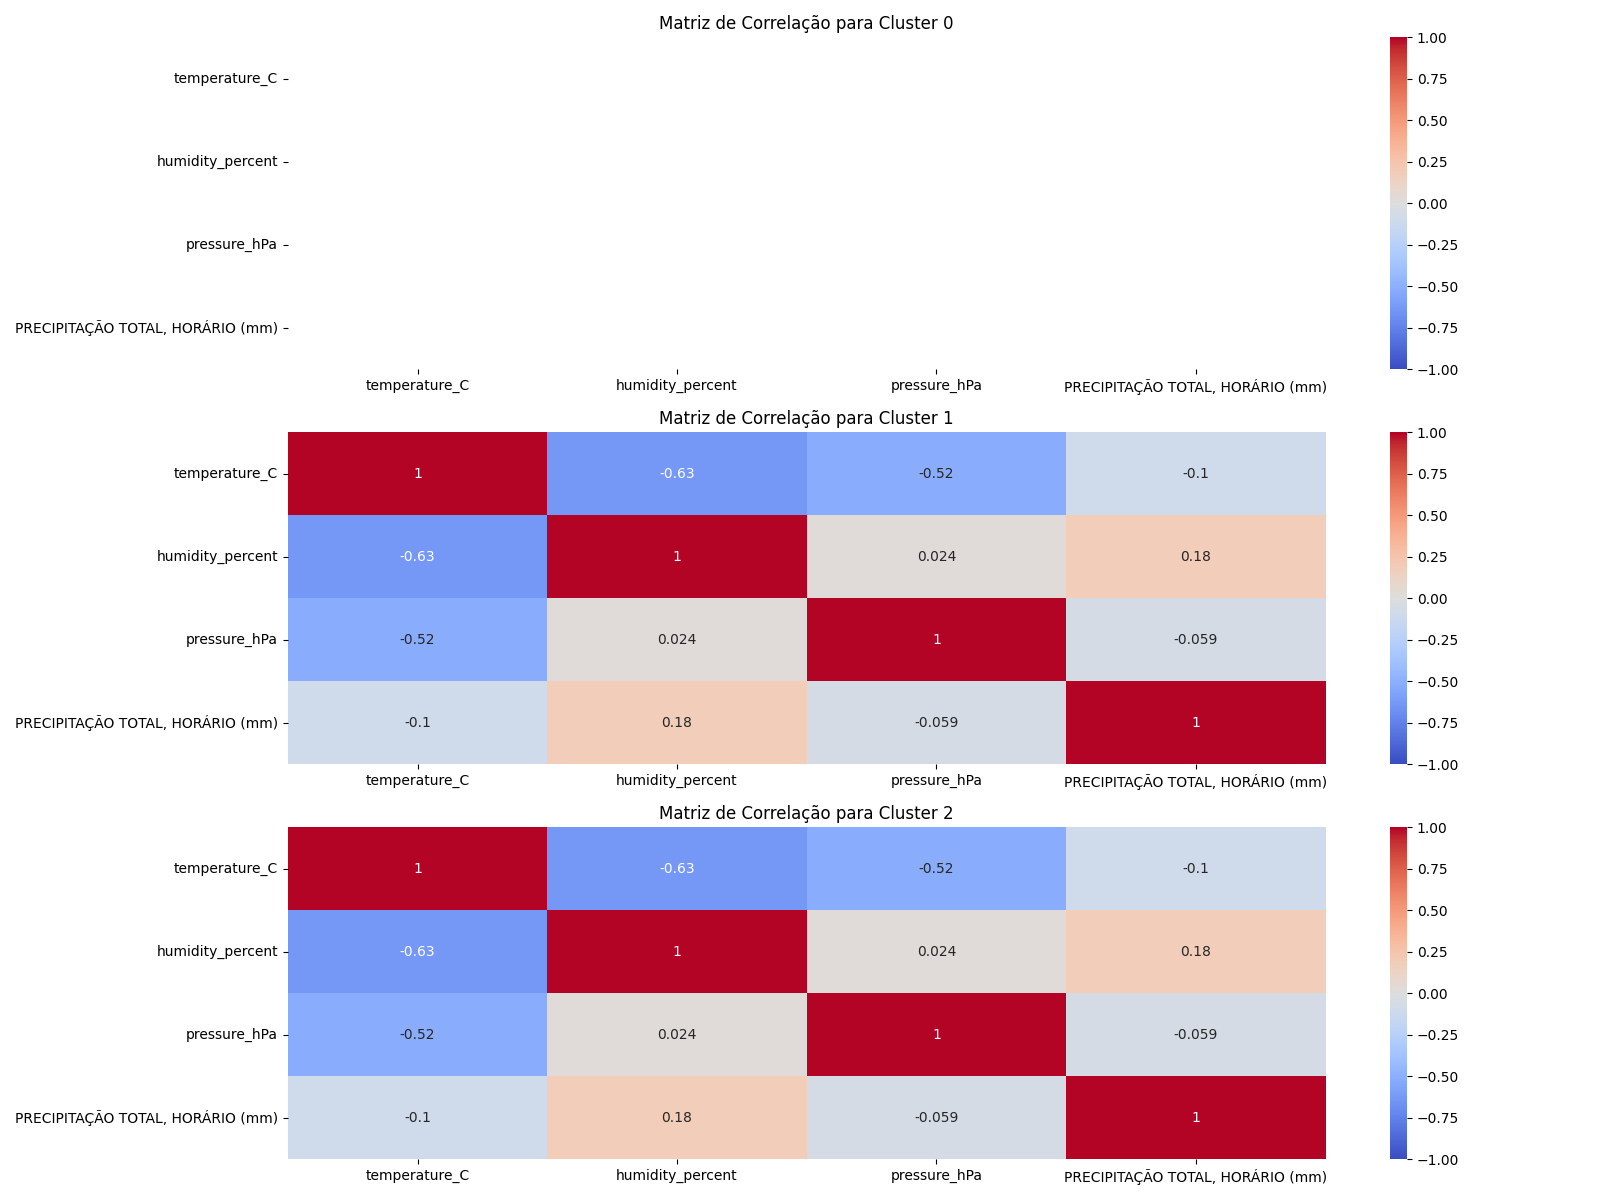 Matriz de Correlação para Cluster 0
temperature_C
humidity_percent
pressure_hPa
PRECIPITAÇÃO TOTAL, HORÁRIO (mm)
temperature_C humidity_percent pressure_hPa PRECIPITAÇÃO TOTAL, HORÁRIO (mm)
1.00
0.75
0.50
0.25
0.00
−0.25
−0.50
−0.75
−1.00
Matriz de Correlação para Cluster 1
temperature_C 1 -0.63 -0.52 -0.1
humidity_percent -0.63 1 0.024 0.18
pressure_hPa -0.52 0.024 1 -0.059
PRECIPITAÇÃO TOTAL, HORÁRIO (mm) -0.1 0.18 -0.059 1
temperature_C humidity_percent pressure_hPa PRECIPITAÇÃO TOTAL, HORÁRIO (mm)
1.00
0.75
0.50
0.25
0.00
−0.25
−0.50
−0.75
−1.00
Matriz de Correlação para Cluster 2
temperature_C 1 -0.63 -0.52 -0.1
humidity_percent -0.63 1 0.024 0.18
pressure_hPa -0.52 0.024 1 -0.059
PRECIPITAÇÃO TOTAL, HORÁRIO (mm) -0.1 0.18 -0.059 1
temperature_C humidity_percent pressure_hPa PRECIPITAÇÃO TOTAL, HORÁRIO (mm)
1.00
0.75
0.50
0.25
0.00
−0.25
−0.50
−0.75
−1.00